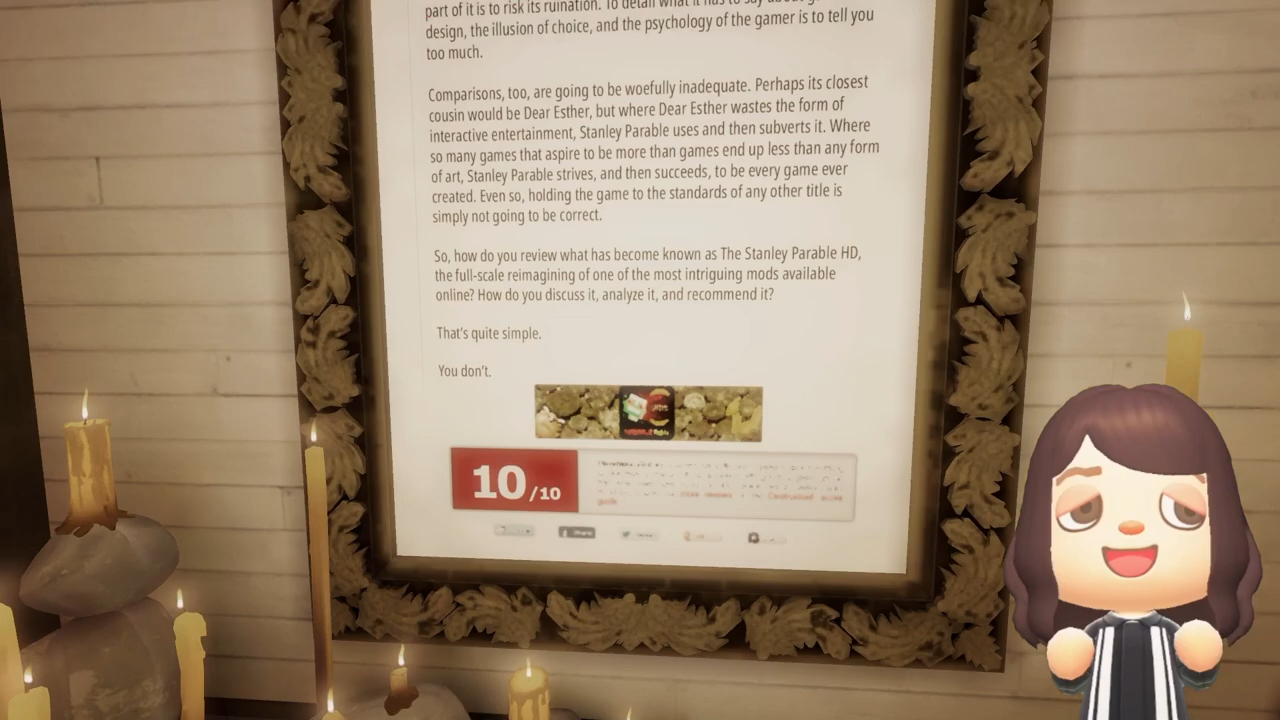 part of it is to risk its ruination. To detail what it has to say about
design, the illusion of choice, and the psychology of the gamer is to tell you
too much.
Comparisons, too, are going to be woefully inadequate. Perhaps its closest
cousin would be Dear Esther, but where Dear Esther wastes the form of
interactive entertainment, Stanley Parable uses and then subverts it. Where
so many games that aspire to be more than games end up less than any form
of art, Stanley Parable strives, and then succeeds, to be every game ever
created. Even so, holding the game to the standards of any other title is
simply not going to be correct.
So, how do you review what has become known as The Stanley Parable HD,
the full-scale reimagining of one of the most intriguing mods available
online? How do you discuss it, analyze it, and recommend it?
That's quite simple.
You don't.
10/10